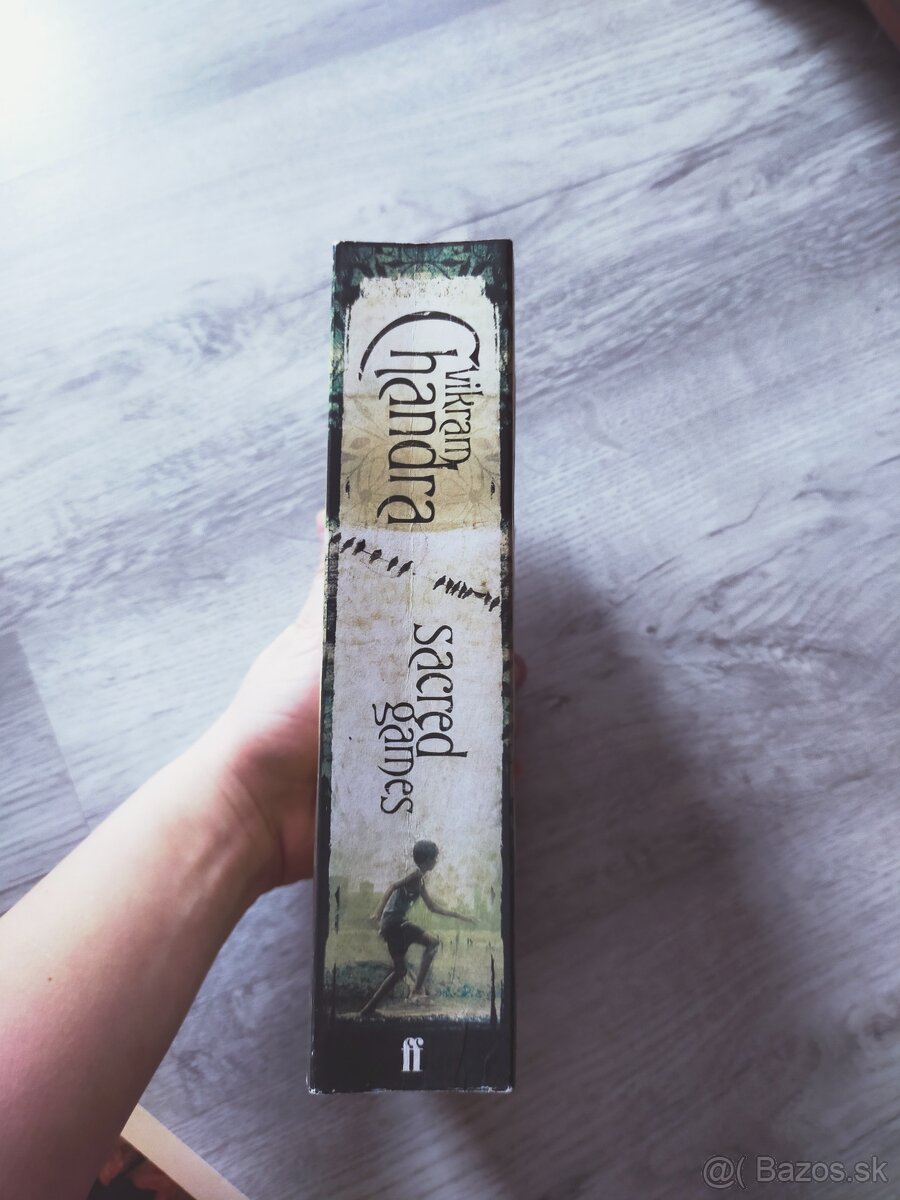 vikram
Chandra
sacred
games
ff
@( Bazos.sk